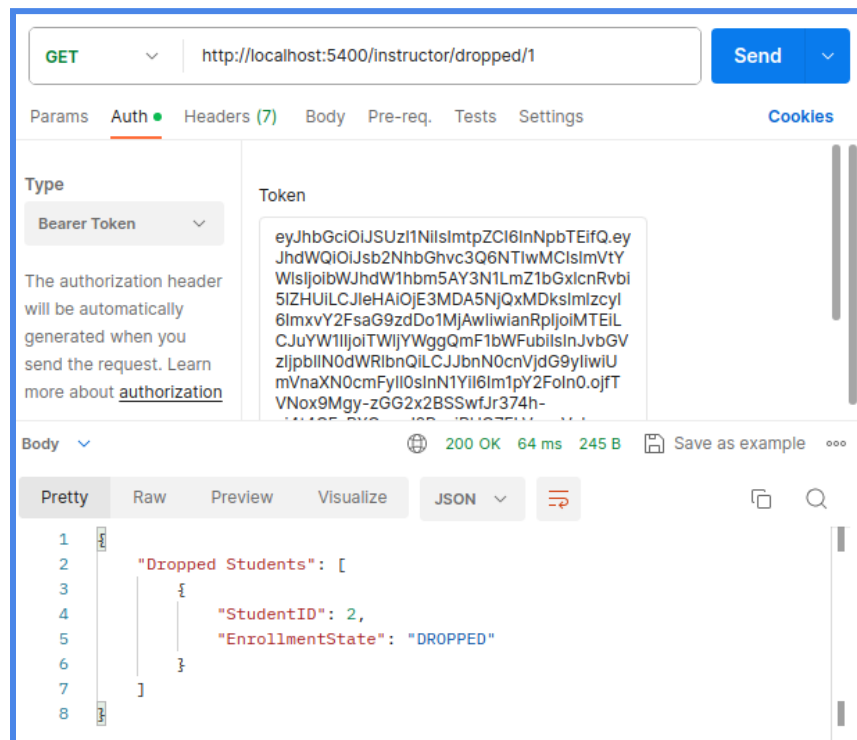 GET http://localhost:5400/instructor/dropped/1 Send
Params Auth Headers (7) Body Pre-req. Tests Settings Cookies
Type
Bearer Token
The authorization header
will be automatically
generated when you
send the request. Learn
more about authorization
Token
eyJhbGciOiJSUzI1NiIsImtpZCI6InNpbTEifQ.ey
JhdWQiOiJsb2NhbGhvc3Q6NTIwMCIsImVtY
WlsIjoibWJhdW1hbm5AY3N1LmZ1bGxlcnRvbi
5lZHUiLCJleHAiOjE3MDA5NjQxMDksImlzcyI
6ImxvY2FsaG9zdDo1MjAwIiwianRpIjoiMTEiL
CJuYW1lIjoiTWljYWggQmF1bWFubiIsInJvbGV
zIjpbIlN0dWRlbnQiLCJJbnN0cnVjdG9yIiwiU
mVnaXN0cmFyIl0sInN1YiI6Im1pY2FoIn0.ojfT
VNox9Mgy-zGG2x2BSSwfJr374h-
Body 200 OK 64 ms 245 B Save as example
Pretty Raw Preview Visualize JSON
1 {
2 "Dropped Students": [
3 {
4 "StudentID": 2,
5 "EnrollmentState": "DROPPED"
6 }
7 ]
8 }